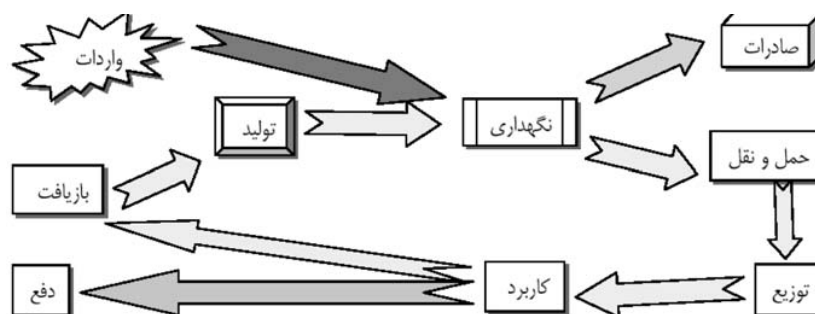 واردات
صادرات
تولید
نگهداری
حمل و نقل
بازیافت
توزیع
کاربرد
دفع